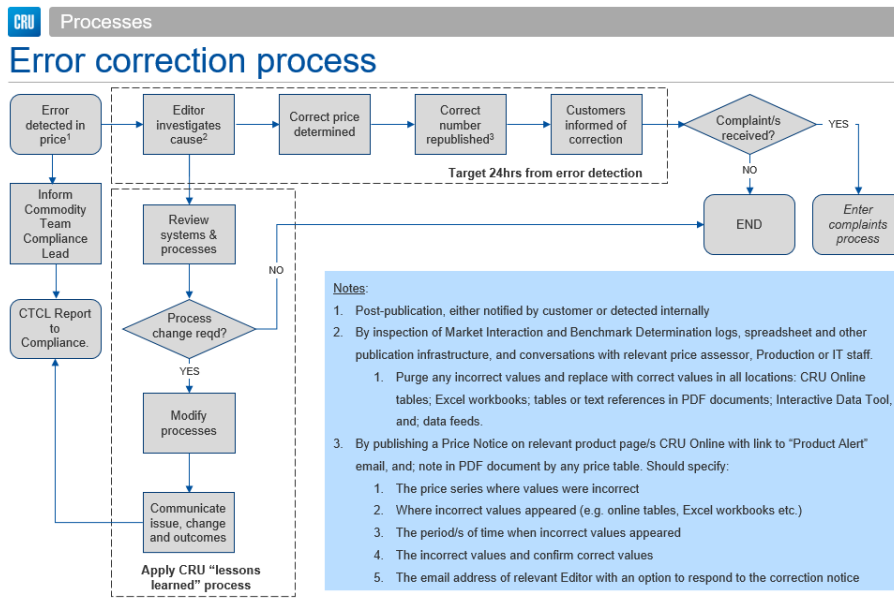 CRU
Processes
Error correction process
Error
detected in
price1
Editor
investigates
cause2
Correct price
determined
Correct
number
republished3
Customers
informed of
correction
Complaint/s
received?
YES
NO
Target 24hrs from error detection
Inform
Commodity
Team
Compliance
Lead
Review
systems &
processes
END
Enter
complaints
process
NO
CTCL Report
to
Compliance.
Process
change reqd?
YES
Modify
processes
Communicate
issue, change
and outcomes
Apply CRU “lessons
learned” process
Notes:
1. Post-publication, either notified by customer or detected internally
2. By inspection of Market Interaction and Benchmark Determination logs, spreadsheet and other
publication infrastructure, and conversations with relevant price assessor, Production or IT staff.
1. Purge any incorrect values and replace with correct values in all locations: CRU Online
tables; Excel workbooks; tables or text references in PDF documents; Interactive Data Tool,
and; data feeds.
3. By publishing a Price Notice on relevant product page/s CRU Online with link to “Product Alert”
email, and; note in PDF document by any price table. Should specify:
1. The price series where values were incorrect
2. Where incorrect values appeared (e.g. online tables, Excel workbooks etc.)
3. The period/s of time when incorrect values appeared
4. The incorrect values and confirm correct values
5. The email address of relevant Editor with an option to respond to the correction notice